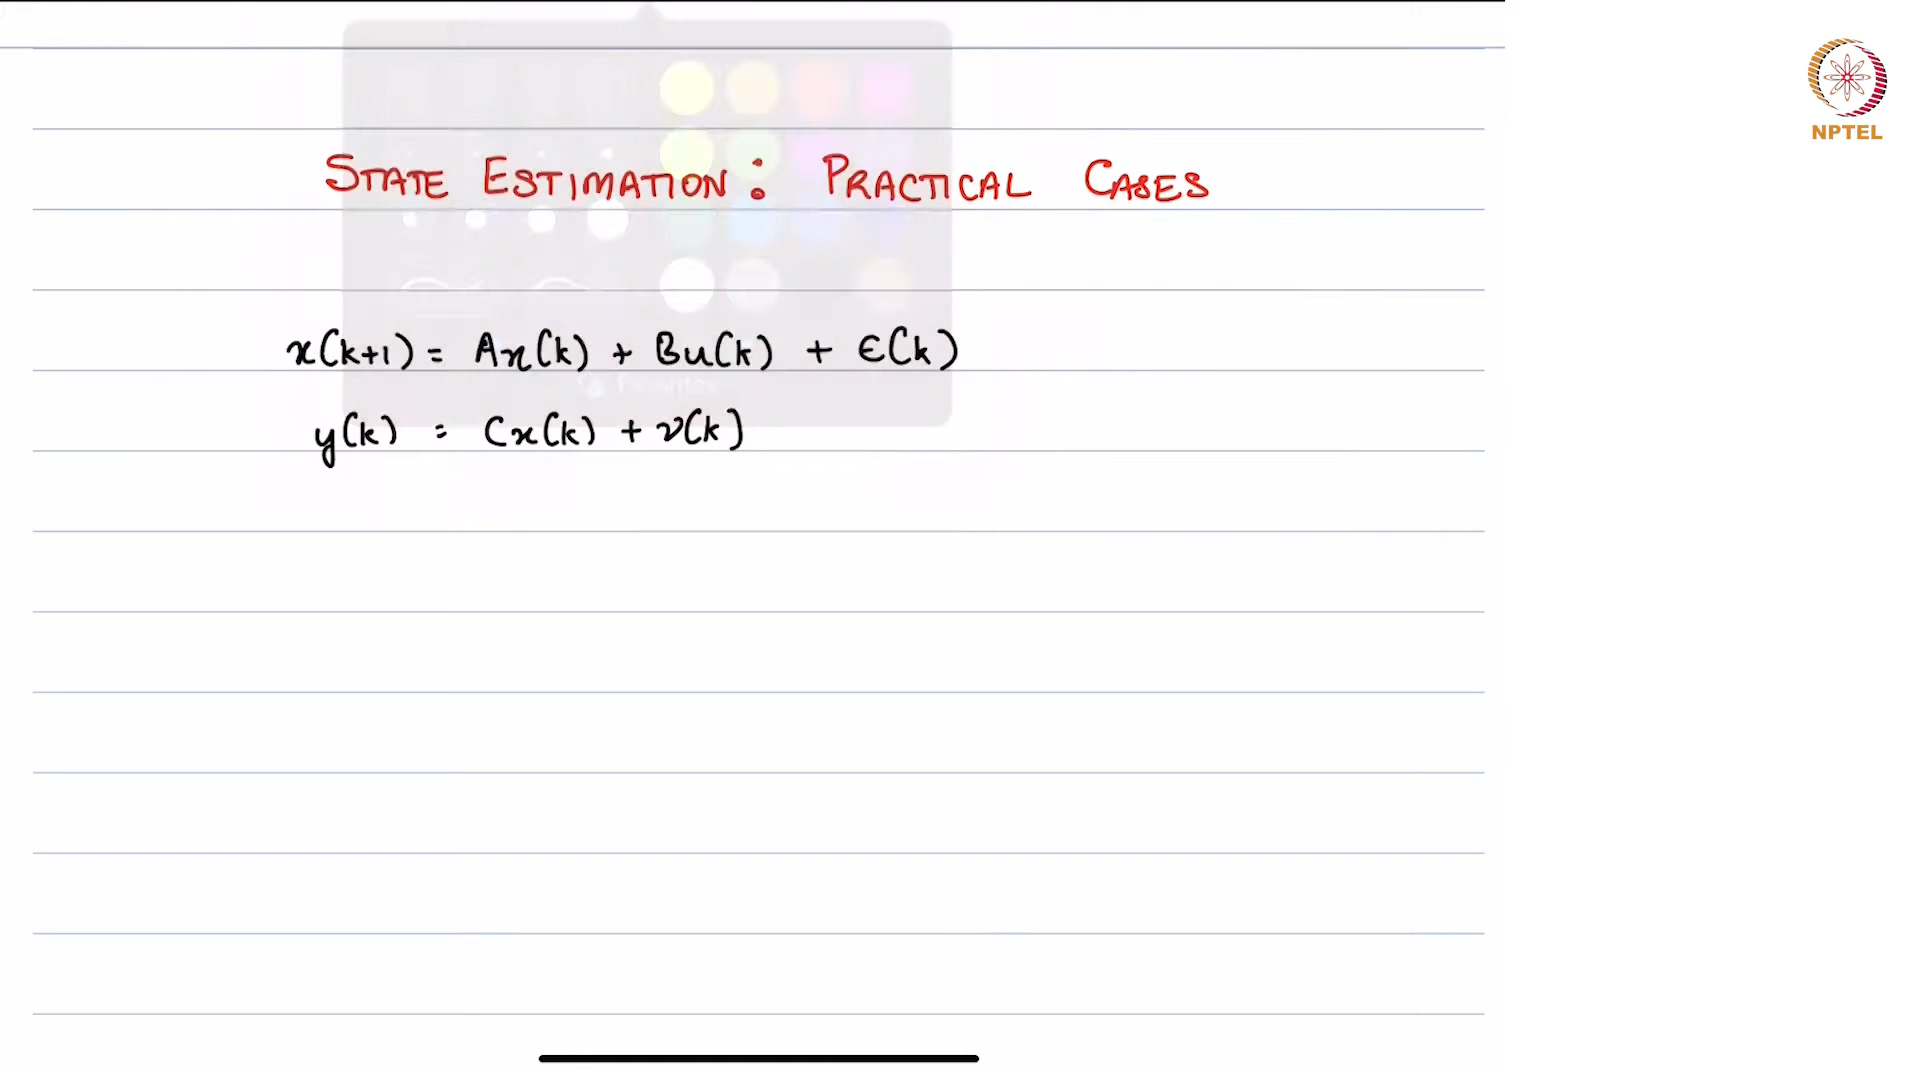 NPTEL
STATE ESTIMATION: PRACTICAL CASES
x(k+1) = Ax(k) + Bu(k) + ϵ(k)
y(k) = Cx(k) + ν(k)